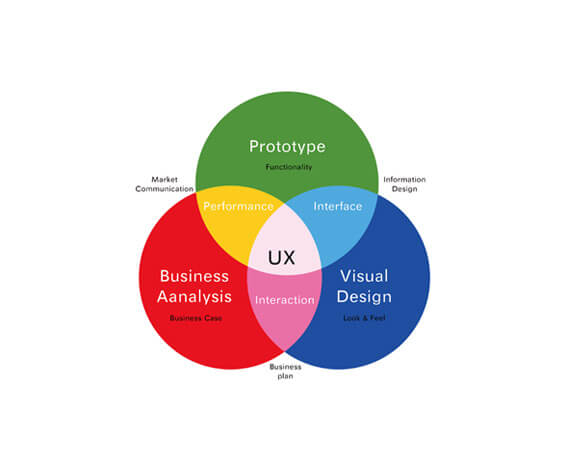 Prototype
Functionality
Market
Communication
Information
Design
Performance
Interface
UX
Business
Aanalysis
Business Case
Visual
Design
Look & Feel
Interaction
Business
plan